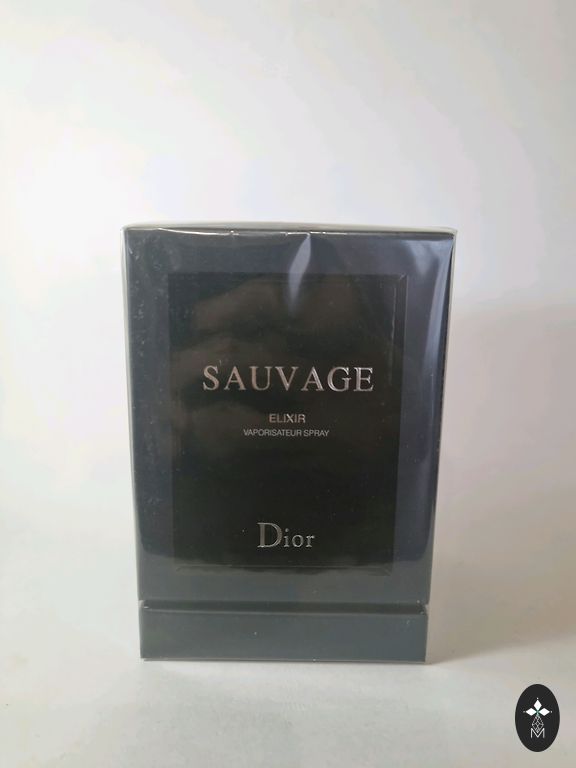 SAUVAGE
ELIXIR
VAPORISATEUR SPRAY
Dior
M